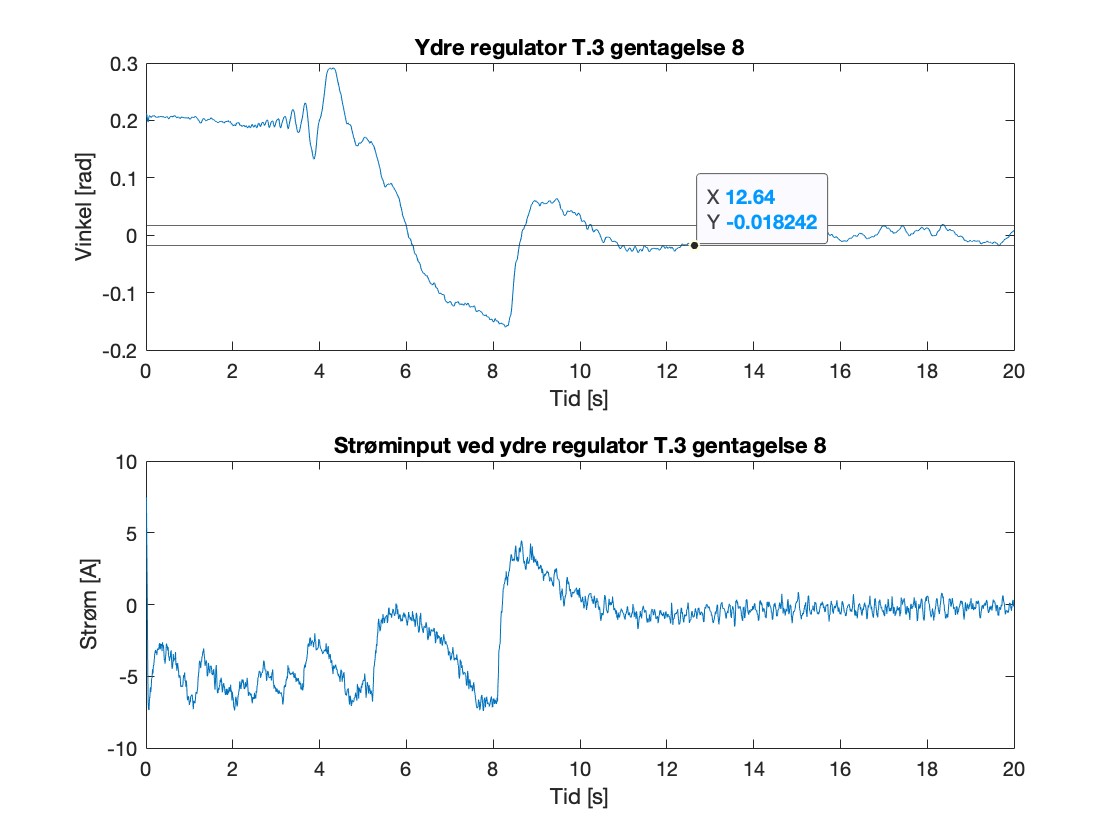 Ydre regulator T.3 gentagelse 8
0.3
0.2
0.1
0
-0.1
-0.2
Vinkel [rad]
X 12.64
Y -0.018242
0 2 4 6 8 10 12 14 16 18 20
Tid [s]
Strøminput ved ydre regulator T.3 gentagelse 8
10
5
0
-5
-10
Strøm [A]
0 2 4 6 8 10 12 14 16 18 20
Tid [s]